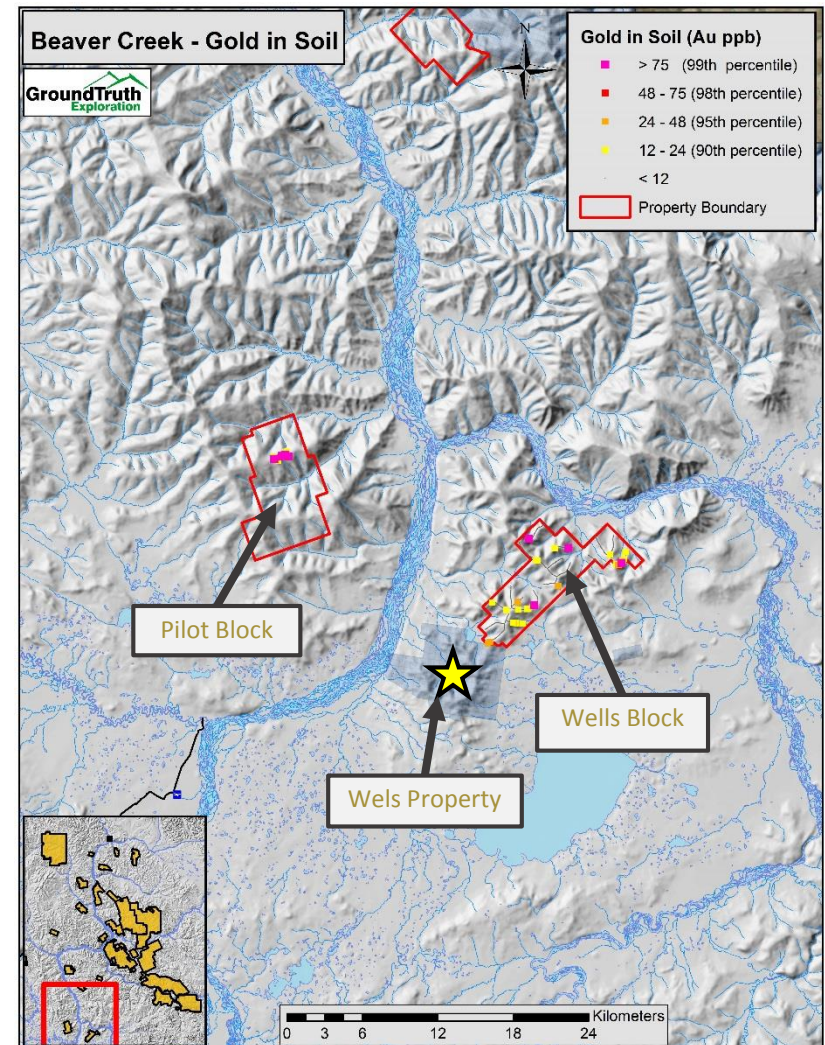 Beaver Creek - Gold in Soil
GroundTruth
Exploration
N
Gold in Soil (Au ppb)
> 75 (99th percentile)
48 - 75 (98th percentile)
24 - 48 (95th percentile)
12 - 24 (90th percentile)
< 12
Property Boundary
Pilot Block
Wells Block
Wels Property
Kilometers
0 3 6 12 18 24